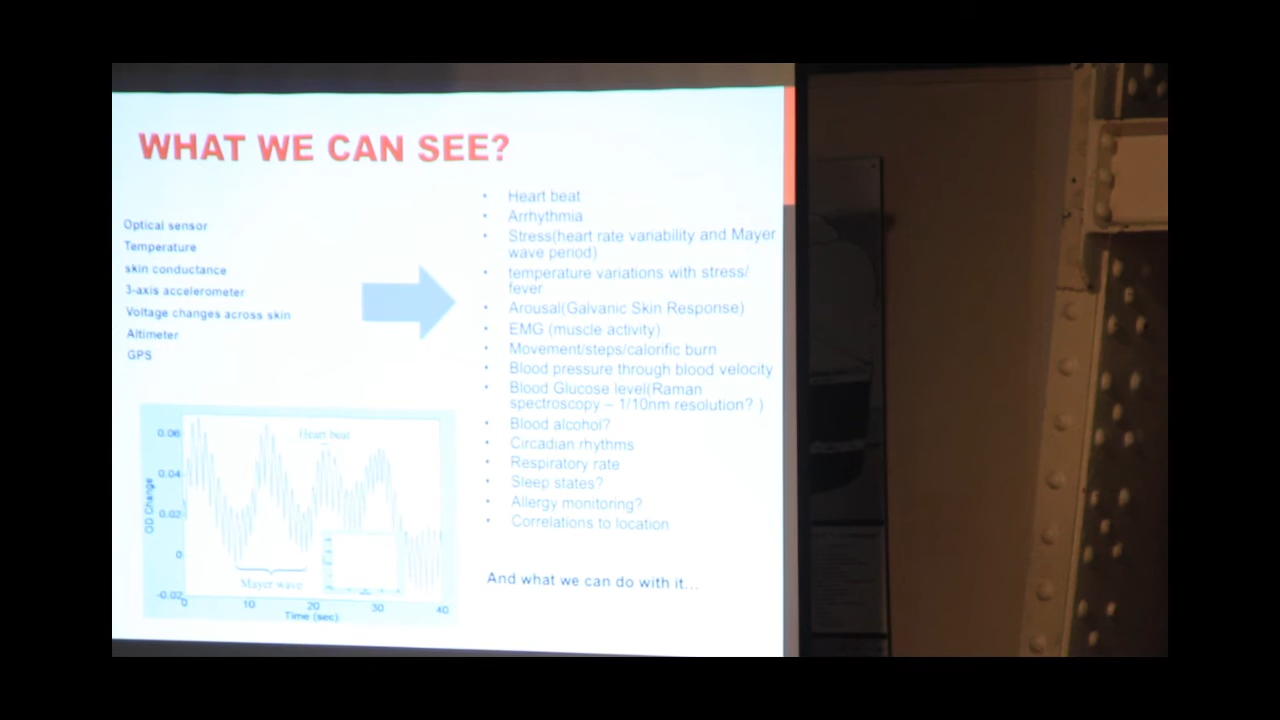 WHAT WE CAN SEE?
Optical sensor
Temperature
skin conductance
3-axis accelerometer
Voltage changes across skin
Altimeter
GPS
• Heart beat
• Arrhythmia
• Stress(heart rate variability and Mayer
wave period)
• temperature variations with stress/
fever
• Arousal(Galvanic Skin Response)
• EMG (muscle activity)
• Movement/steps/calorific burn
• Blood pressure through blood velocity
• Blood Glucose level(Raman
spectroscopy – 1/10nm resolution? )
• Blood alcohol?
• Circadian rhythms
• Respiratory rate
• Sleep states?
• Allergy monitoring?
• Correlations to location
And what we can do with it...
Heart beat
0.06
0.04
0.02
0
-0.02
OD Change
Mayer wave
0 10 20 30 40
Time (sec)